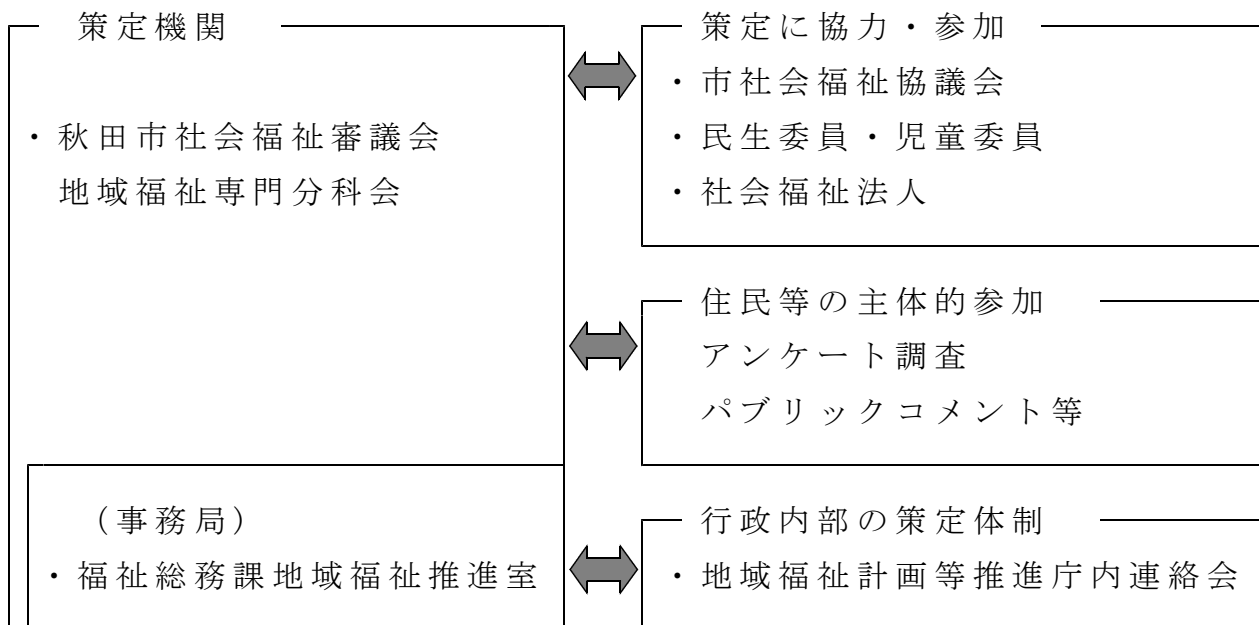 策定機関
・秋田市社会福祉審議会
地域福祉専門分科会
(事務局)
・福祉総務課地域福祉推進室
策定に協力・参加
・市社会福祉協議会
・民生委員・児童委員
・社会福祉法人
住民等の主体的参加
アンケート調査
パブリックコメント等
行政内部の策定体制
・地域福祉計画等推進庁内連絡会